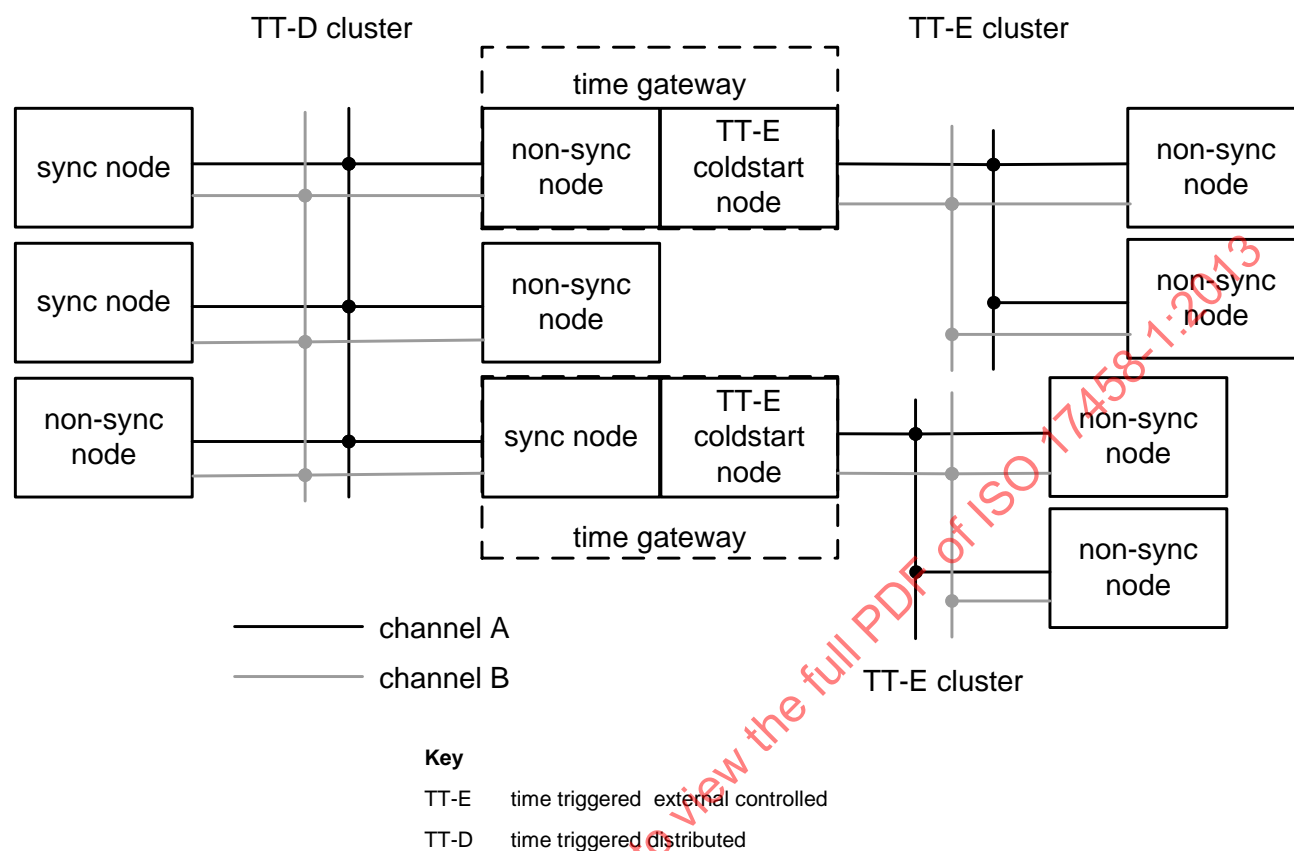 TT-D cluster
TT-E cluster
time gateway
sync node
non-sync
node
TT-E
coldstart
node
non-sync
node
sync node
non-sync
node
non-sync
node
non-sync
node
sync node
TT-E
coldstart
node
non-sync
node
time gateway
non-sync
node
channel A
channel B
TT-E cluster
Key
TT-E time triggered external controlled
TT-D time triggered distributed
to view the full PDF of ISO 17458-1:2013